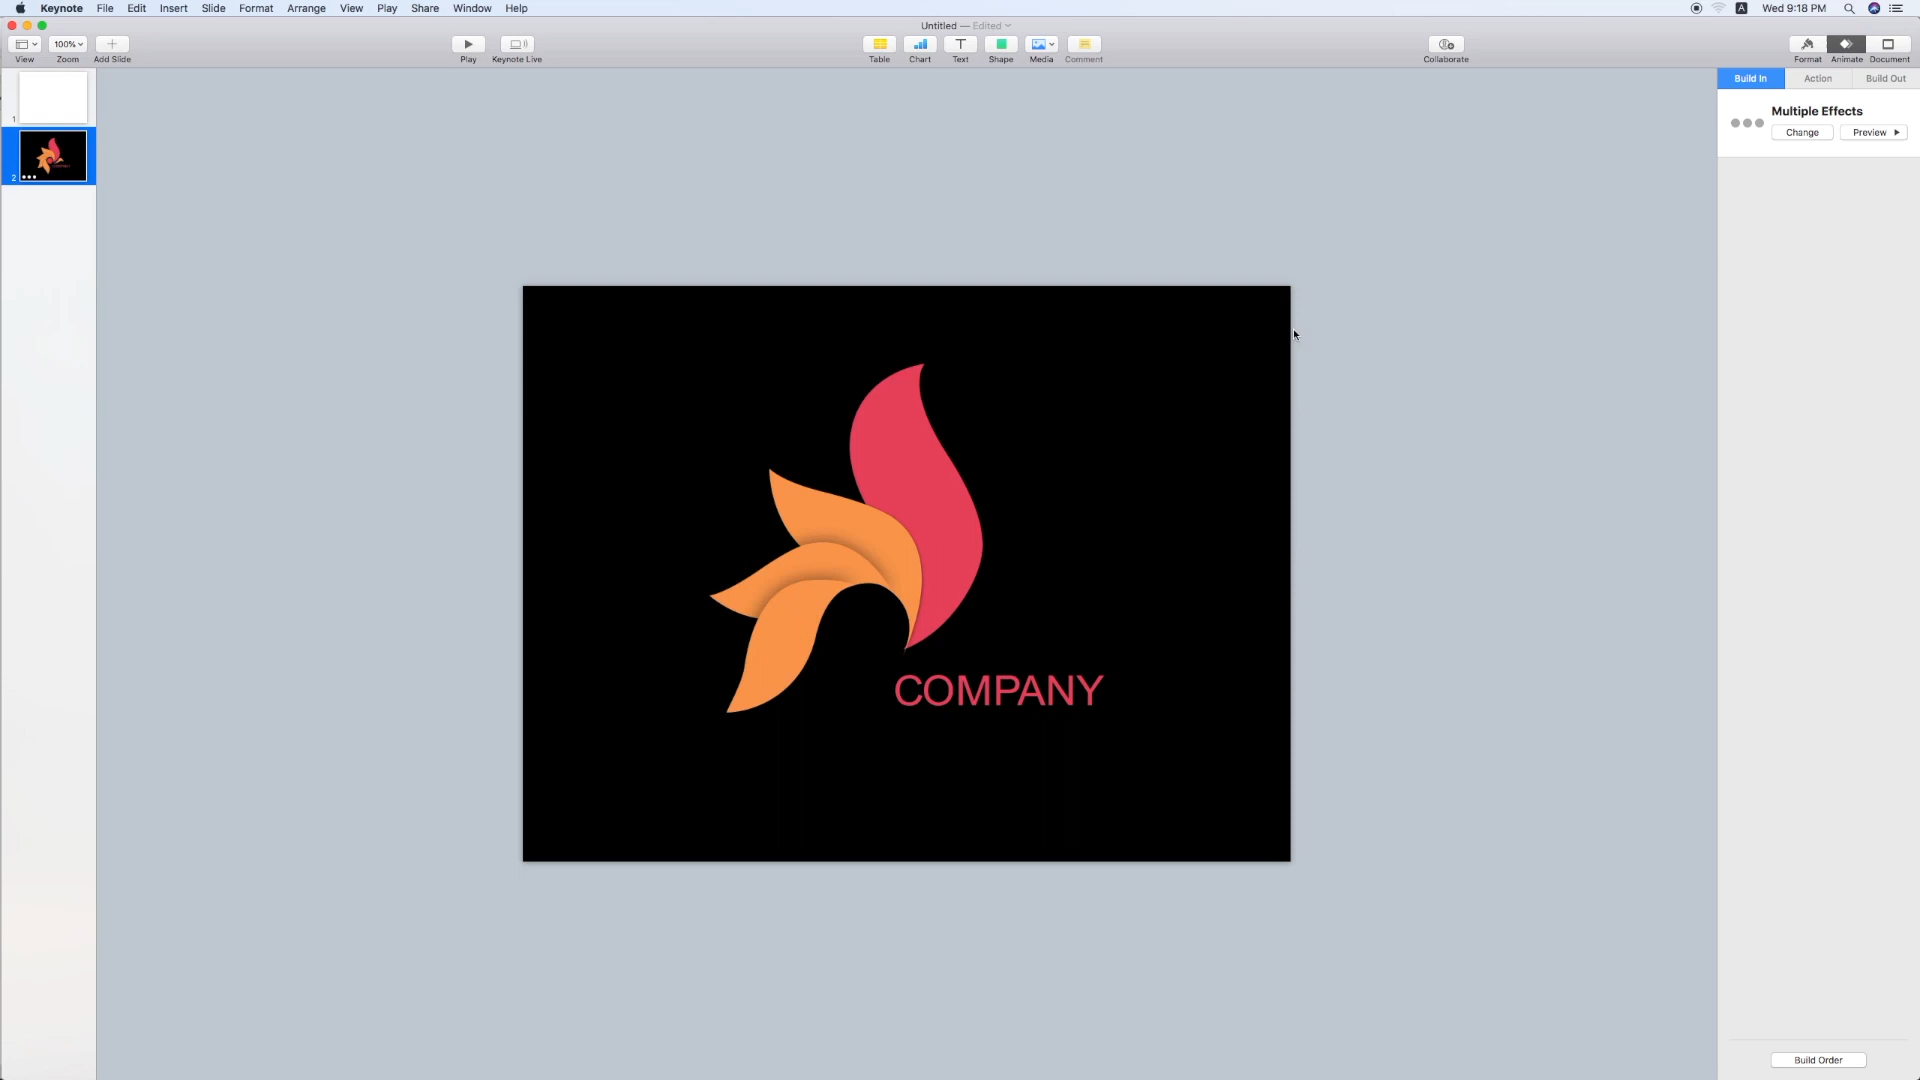 Keynote File Edit Insert Slide Format Arrange View Play Share Window Help
A Wed 9:18 PM
Untitled — Edited
100%
View Zoom Add Slide Play Keynote Live Table Chart Text Shape Media Comment Collaborate Format Animate Document
Build In Action Build Out
Multiple Effects
Change Preview
1
2
COMPANY
Build Order